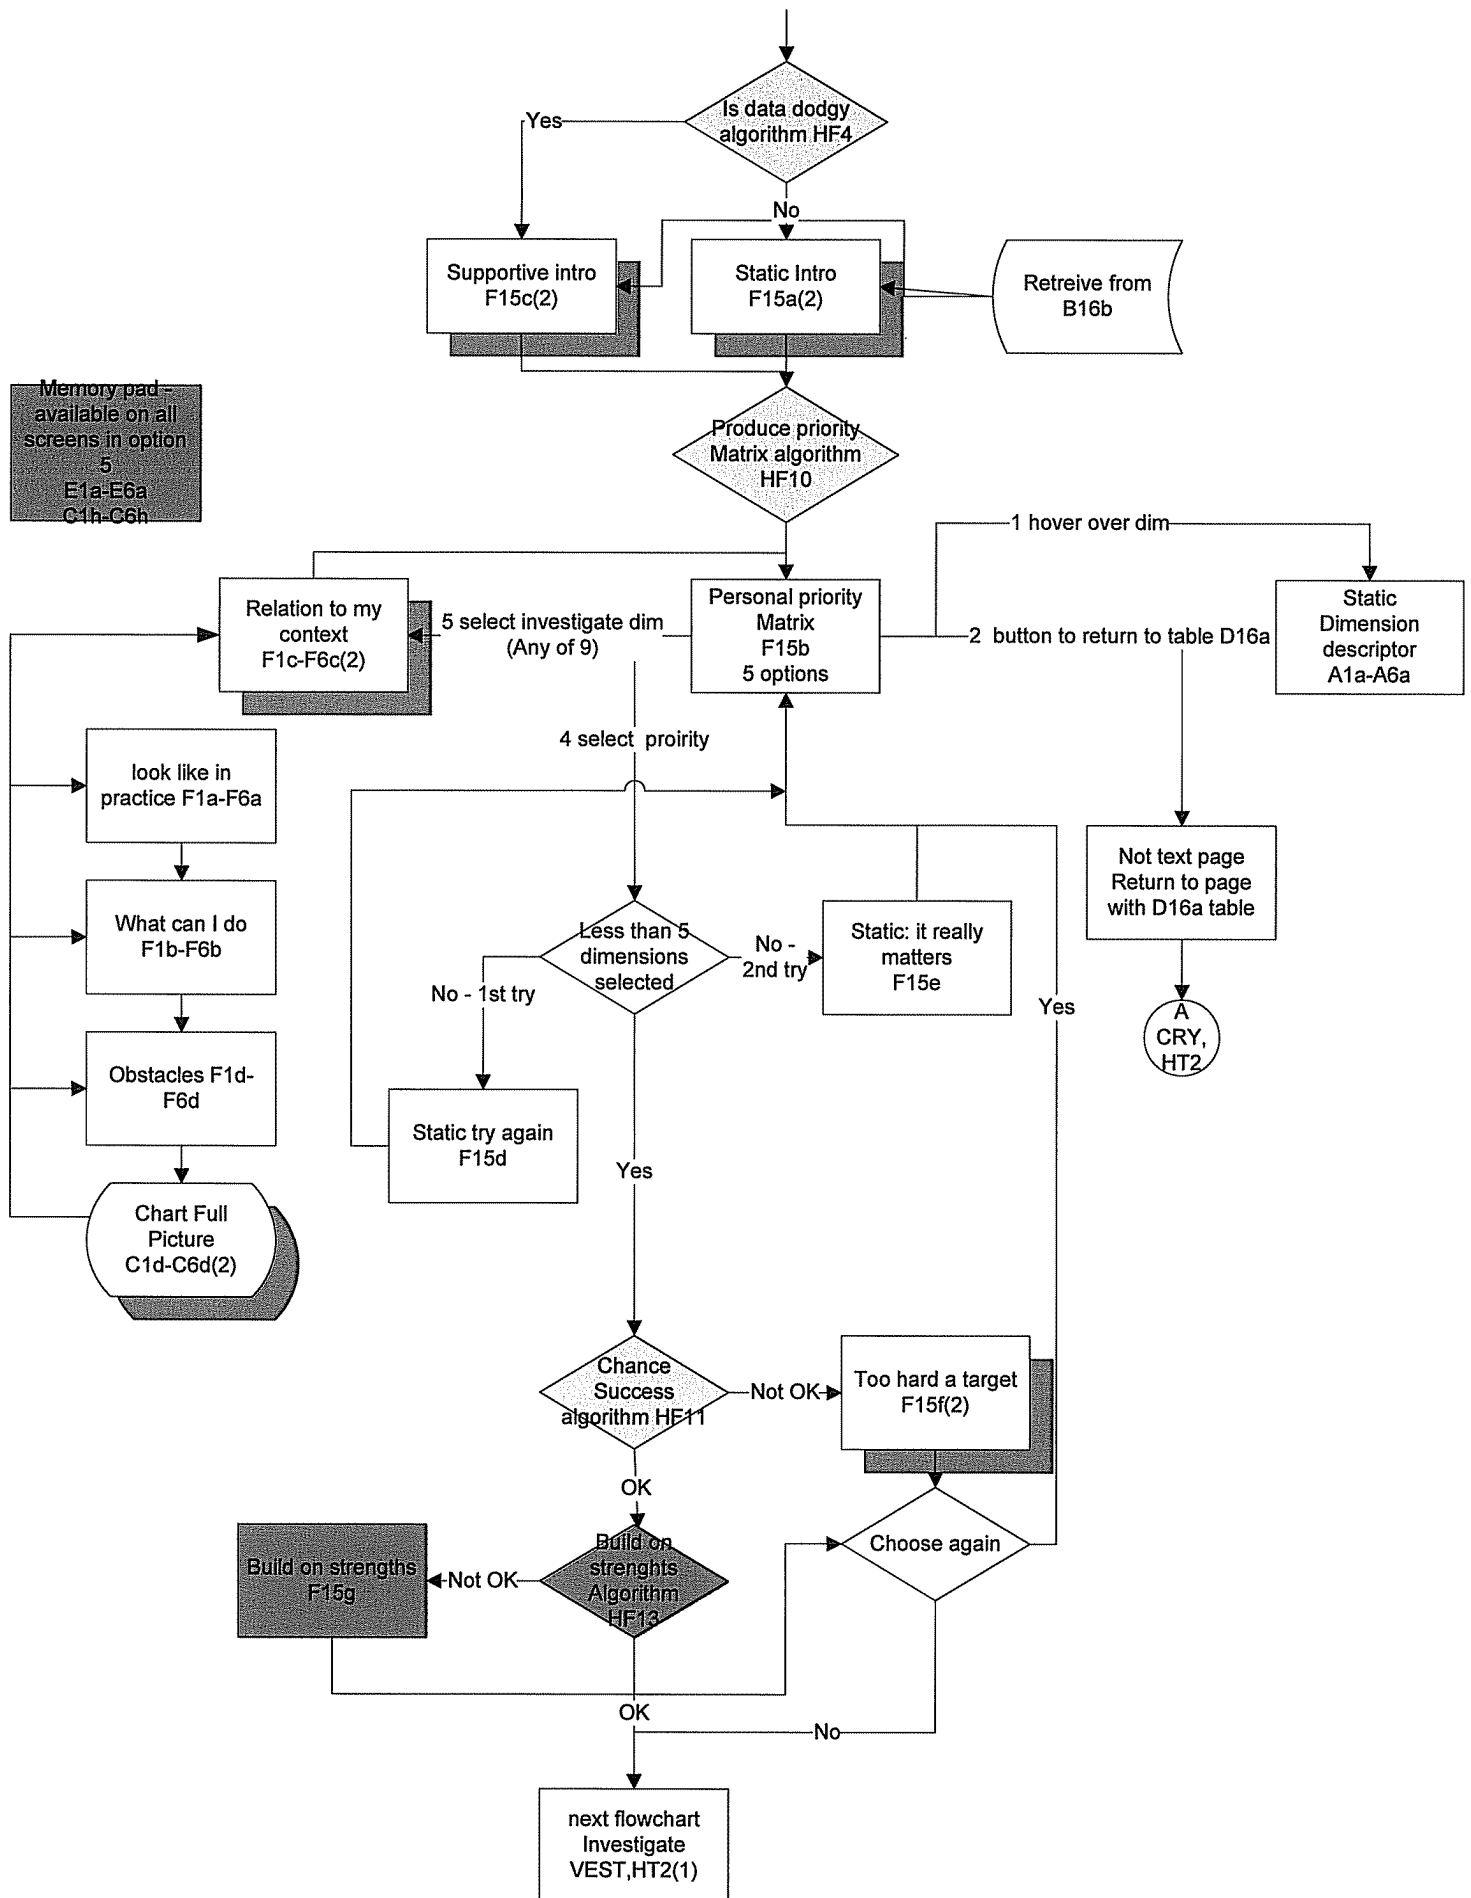 Is data dodgy
algorithm HF4
Yes
No
Supportive intro
F15c(2)
Static Intro
F15a(2)
Retreive from
B16b
Memory pad -
available on all
screens in option
5
E1a-E6a
C1h-C6h
Produce priority
Matrix algorithm
HF10
1 hover over dim
Relation to my
context
F1c-F6c(2)
5 select investigate dim
(Any of 9)
Personal priority
Matrix
F15b
5 options
2 button to return to table D16a
Static
Dimension
descriptor
A1a-A6a
4 select proirity
look like in
practice F1a-F6a
What can I do
F1b-F6b
Obstacles F1d-
F6d
Chart Full
Picture
C1d-C6d(2)
Less than 5
dimensions
selected
No - 1st try
No -
2nd try
Static: it really
matters
F15e
Not text page
Return to page
with D16a table
A
CRY,
HT2
Yes
Static try again
F15d
Yes
Chance
Success
algorithm HF11
Not OK
Too hard a target
F15f(2)
OK
Build on strengths
F15g
Not OK
Build on
strenghts
Algorithm
HF13
Choose again
OK
No
next flowchart
Investigate
VEST,HT2(1)